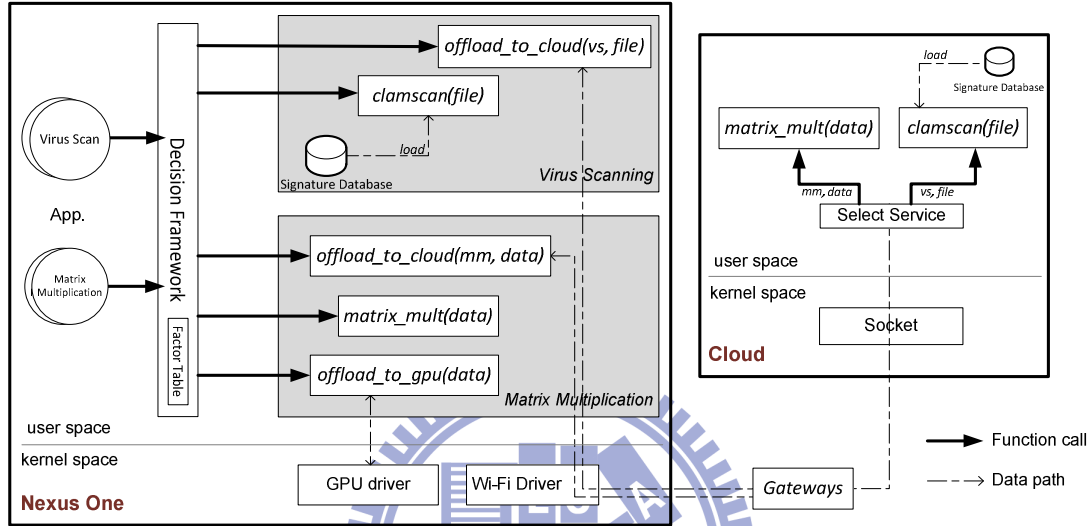 Virus Scan
App.
Matrix
Multiplication
Decision Framework
Factor Table
offload_to_cloud(vs, file)
clamscan(file)
load
Signature Database
Virus Scanning
offload_to_cloud(mm, data)
matrix_mult(data)
offload_to_gpu(data)
Matrix Multiplication
user space
kernel space
GPU driver
Wi-Fi Driver
Nexus One
load
Signature Database
matrix_mult(data)
clamscan(file)
mm, data
vs, file
Select Service
user space
kernel space
Socket
Cloud
Gateways
Function call
Data path